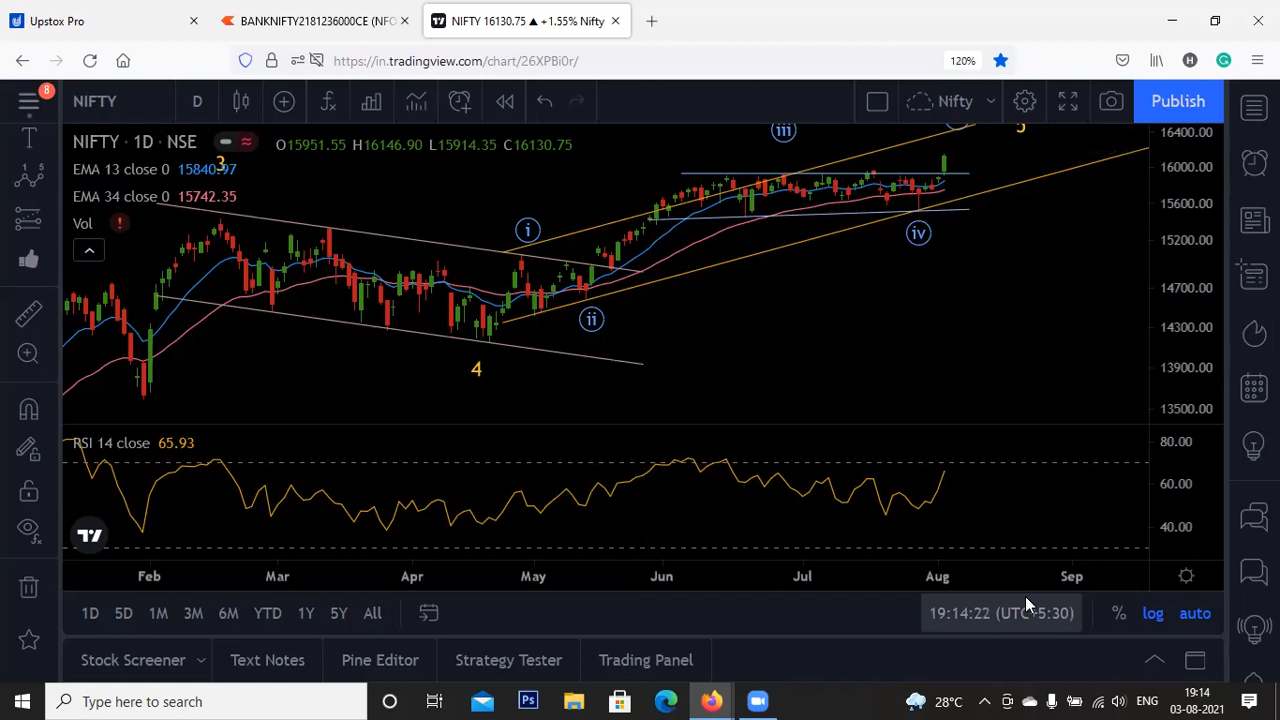 Upstox Pro
BANKNIFTY2181236000CE (NFO
NIFTY 16130.75 ▲ +1.55% Nifty
https://in.tradingview.com/chart/26XPBi0r/
120%
H
8
NIFTY
D
Nifty
Publish
NIFTY · 1D · NSE
O15951.55 H16146.90 L15914.35 C16130.75
EMA 13 close 0 15840.97
EMA 34 close 0 15742.35
Vol
3
i
ii
iii
iv
4
5
16400.00
16000.00
15600.00
15200.00
14700.00
14300.00
13900.00
13500.00
RSI 14 close 65.93
80.00
60.00
40.00
Feb Mar Apr May Jun Jul Aug Sep
1D 5D 1M 3M 6M YTD 1Y 5Y All
19:14:22 (UTC+5:30)
% log auto
Stock Screener Text Notes Pine Editor Strategy Tester Trading Panel
Type here to search
Ps
28°C
ENG
19:14
03-08-2021